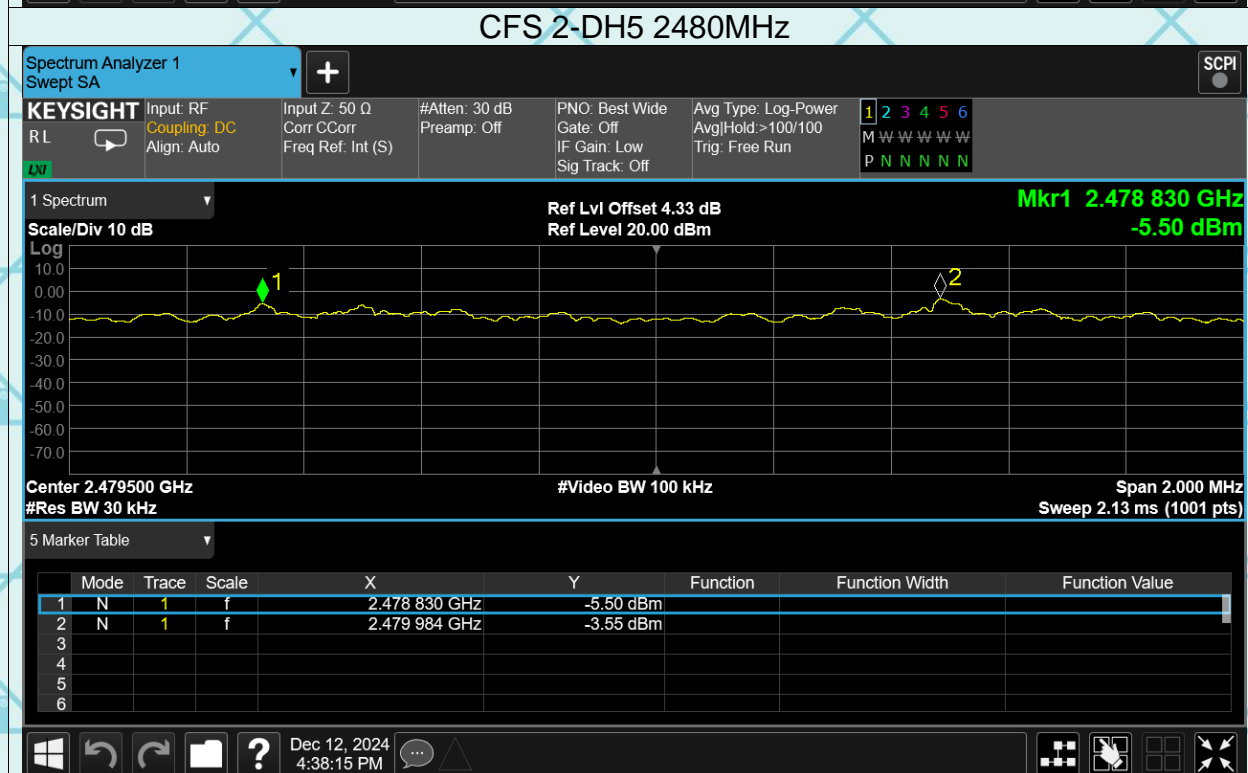 CFS 2-DH5 2480MHz
Spectrum Analyzer 1
Swept SA
SCPI
KEYSIGHT
RL
LXI
Input: RF
Coupling: DC
Align: Auto
Input Z: 50 Ω
Corr CCorr
Freq Ref: Int (S)
#Atten: 30 dB
Preamp: Off
PNO: Best Wide
Gate: Off
IF Gain: Low
Sig Track: Off
Avg Type: Log-Power
Avg|Hold:>100/100
Trig: Free Run
1 2 3 4 5 6
M W W W W W
P N N N N N
1 Spectrum
Ref Lvl Offset 4.33 dB
Mkr1 2.478 830 GHz
Scale/Div 10 dB
Ref Level 20.00 dBm
-5.50 dBm
Log
10.0
0.00
-10.0
-20.0
-30.0
-40.0
-50.0
-60.0
-70.0
1
2
Center 2.479500 GHz
#Video BW 100 kHz
Span 2.000 MHz
#Res BW 30 kHz
Sweep 2.13 ms (1001 pts)
5 Marker Table
Mode Trace Scale X Y Function Function Width Function Value
1 N 1 f 2.478 830 GHz -5.50 dBm
2 N 1 f 2.479 984 GHz -3.55 dBm
3
4
5
6
?
Dec 12, 2024
4:38:15 PM